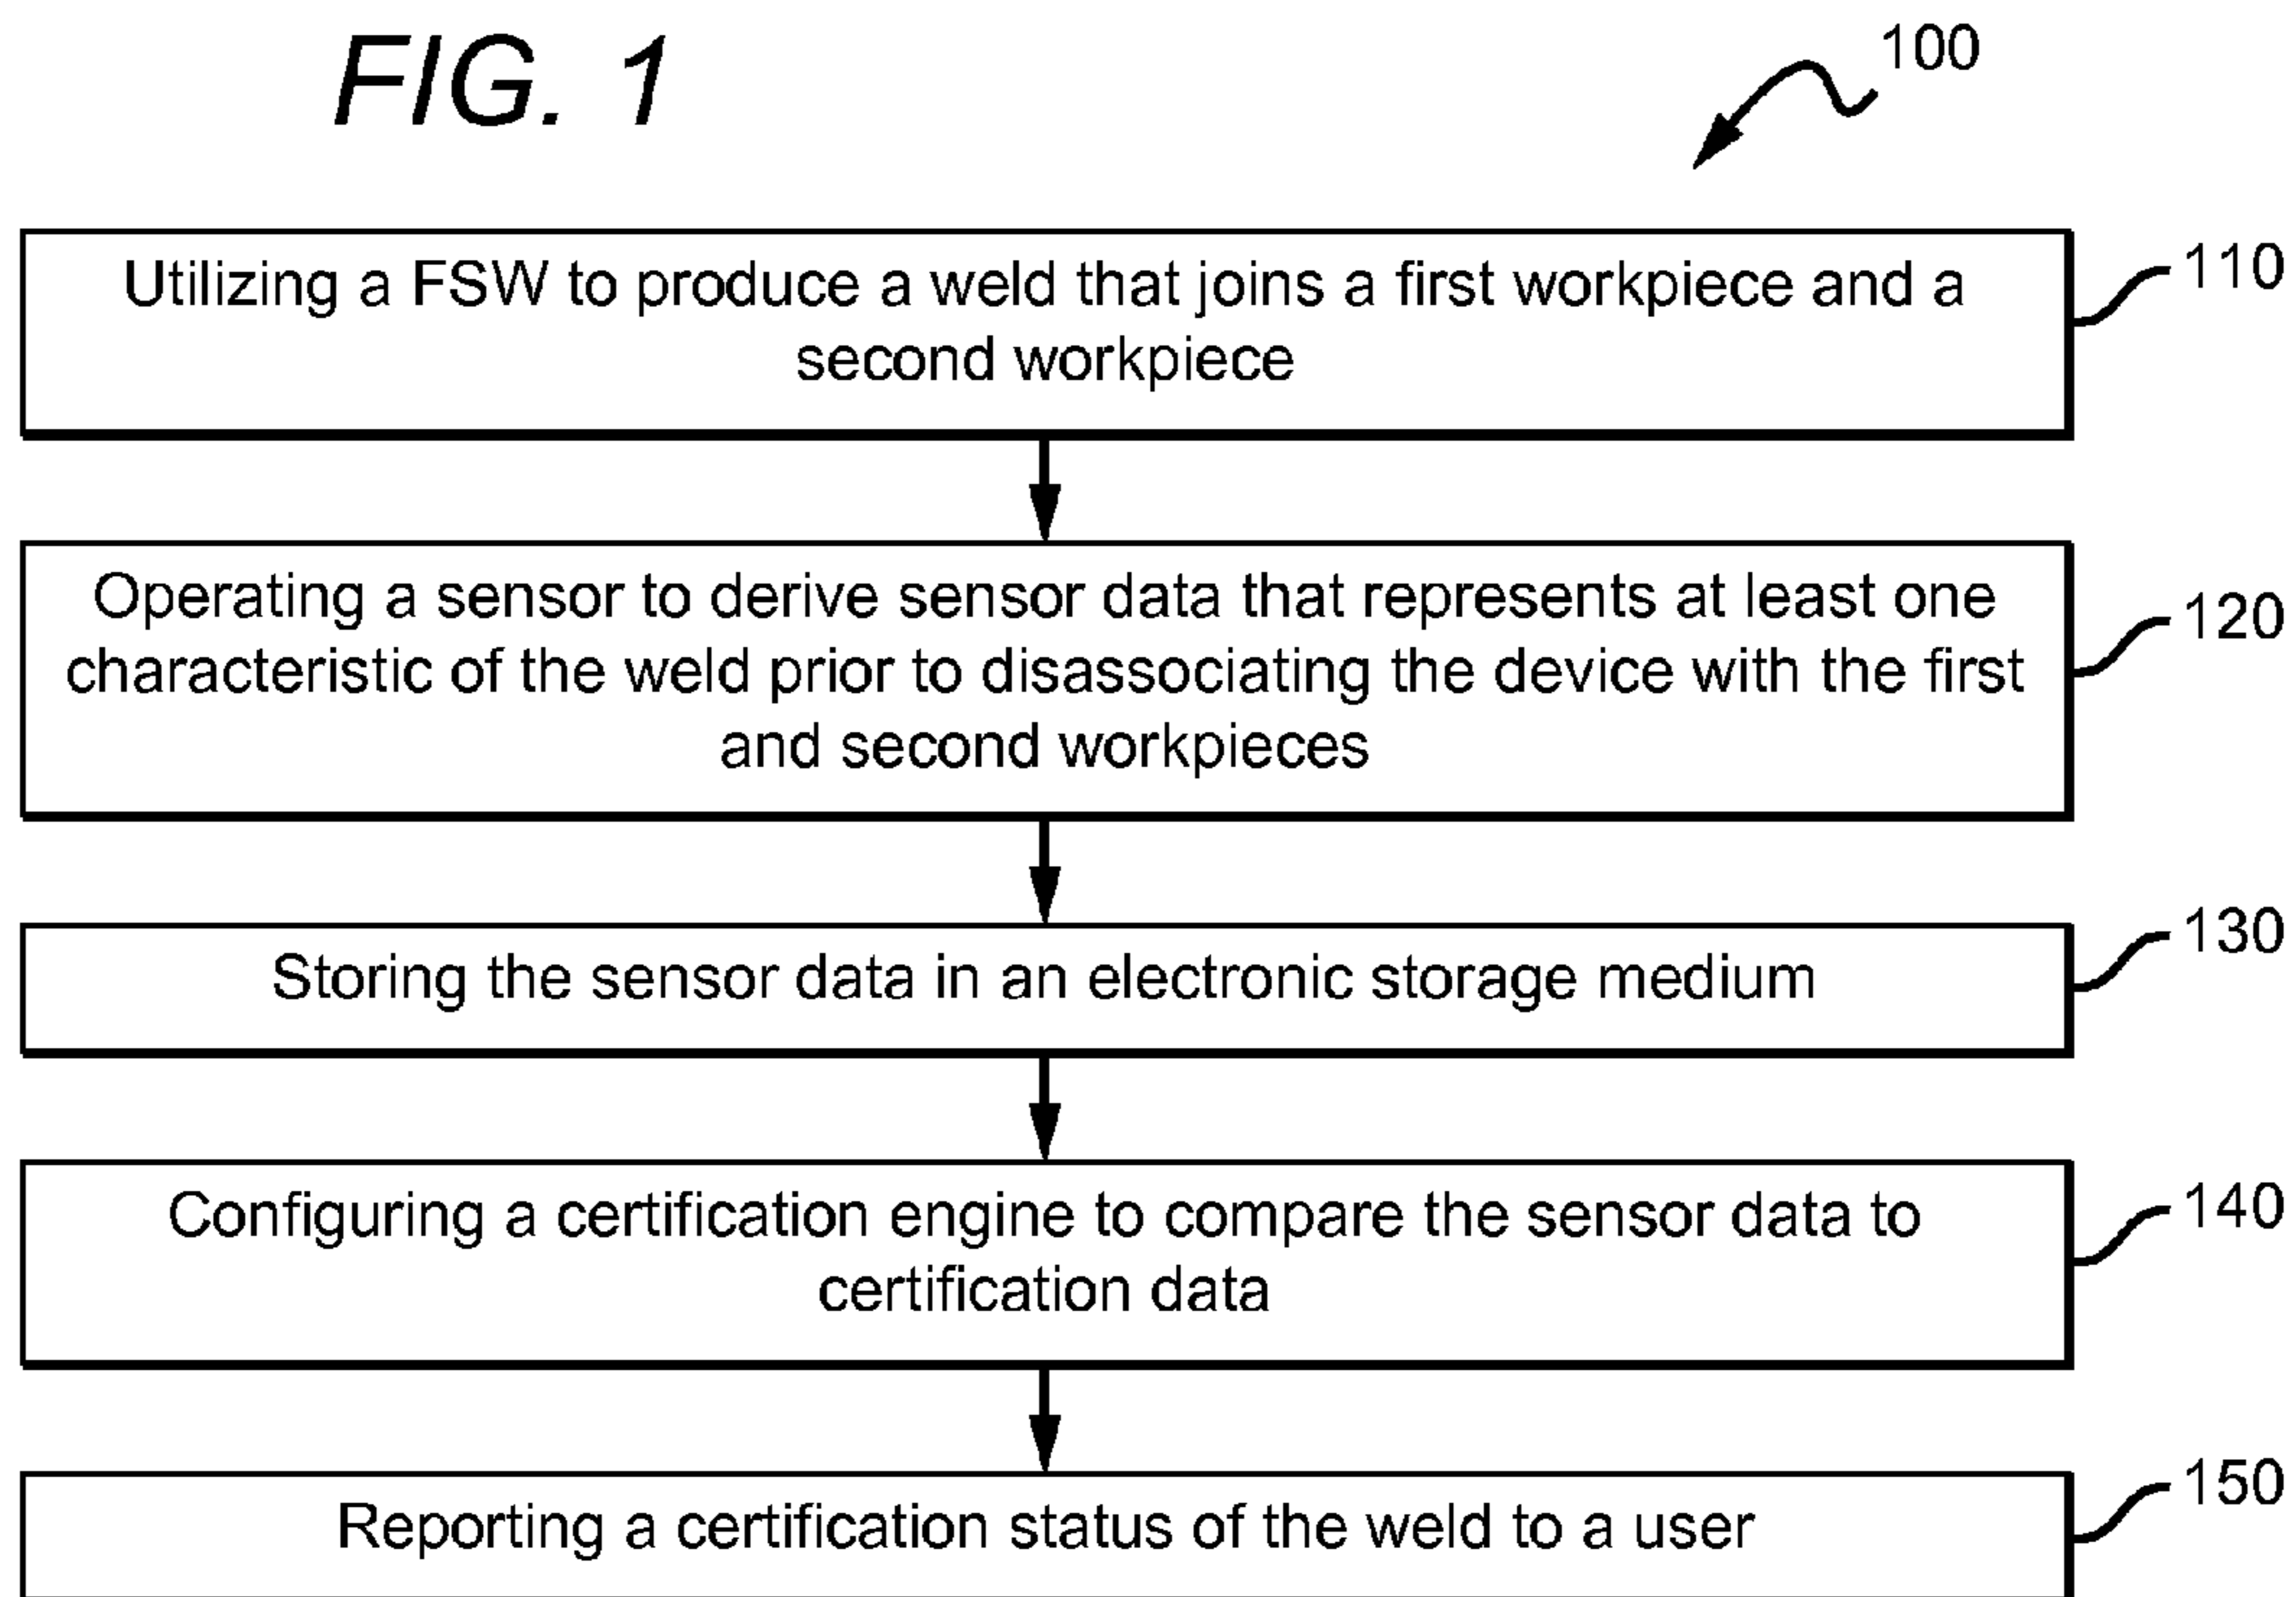 FIG. 1
100
Utilizing a FSW to produce a weld that joins a first workpiece and a
second workpiece
110
Operating a sensor to derive sensor data that represents at least one
characteristic of the weld prior to disassociating the device with the first
and second workpieces
120
Storing the sensor data in an electronic storage medium
130
Configuring a certification engine to compare the sensor data to
certification data
140
Reporting a certification status of the weld to a user
150